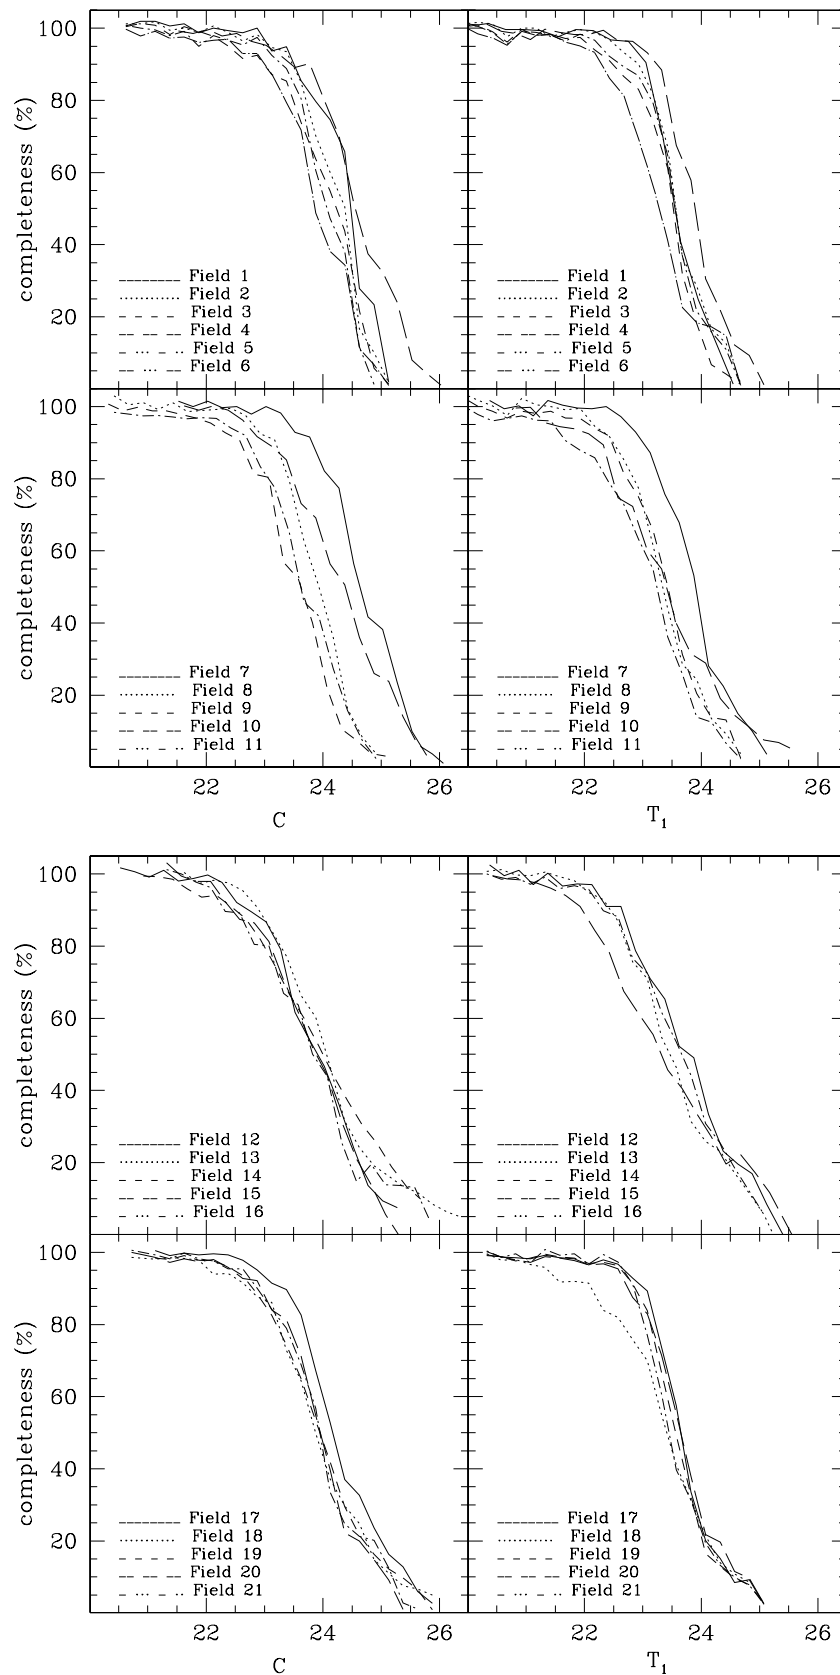 completeness (%)
100
80
60
40
20
Field 1
Field 2
Field 3
Field 4
Field 5
Field 6
Field 1
Field 2
Field 3
Field 4
Field 5
Field 6
completeness (%)
100
80
60
40
20
Field 7
Field 8
Field 9
Field 10
Field 11
22
24
26
C
Field 7
Field 8
Field 9
Field 10
Field 11
22
24
26
T₁
completeness (%)
100
80
60
40
20
Field 12
Field 13
Field 14
Field 15
Field 16
Field 12
Field 13
Field 14
Field 15
Field 16
completeness (%)
100
80
60
40
20
Field 17
Field 18
Field 19
Field 20
Field 21
22
24
26
C
Field 17
Field 18
Field 19
Field 20
Field 21
22
24
26
T₁